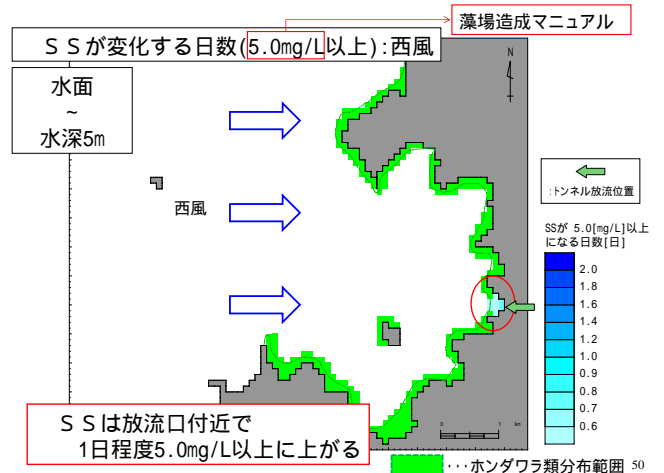 藻場造成マニュアル
ＳＳが変化する日数(5.0mg/L以上):西風
水面
~
水深5m
N
西風
:トンネル放流位置
SSが 5.0[mg/L]以上
になる日数[日]
2.0
1.8
1.6
1.4
1.2
1.0
0.9
0.8
0.7
0.6
ＳＳは放流口付近で
1日程度5.0mg/L以上に上がる
0 1 km
・・・ホンダワラ類分布範囲 50